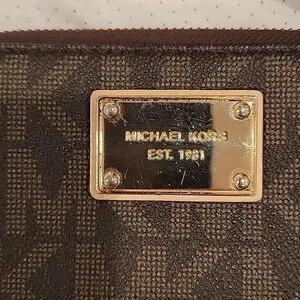 MICHAEL KORS
EST. 1981